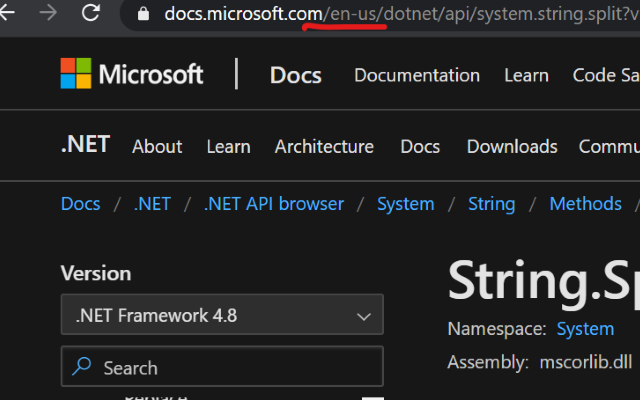 docs.microsoft.com/en-us/dotnet/api/system.string.split?v
Microsoft Docs Documentation Learn Code Sa
.NET About Learn Architecture Docs Downloads Commu
Docs / .NET / .NET API browser / System / String / Methods /
Version
.NET Framework 4.8
String.Sp
Namespace: System
Search
Assembly: mscorlib.dll